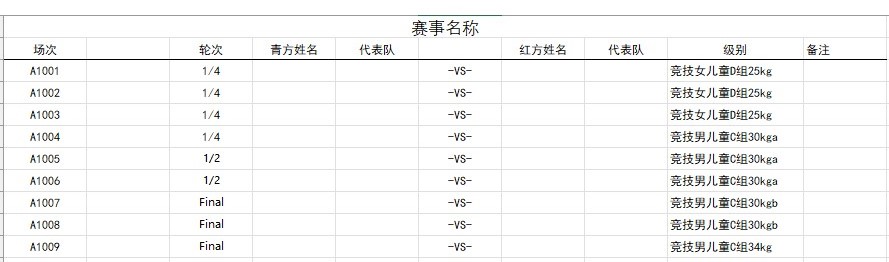 赛事名称
场次 轮次 青方姓名 代表队 红方姓名 代表队 级别 备注
A1001 1/4 -VS- 竞技女儿童D组25kg
A1002 1/4 -VS- 竞技女儿童D组25kg
A1003 1/4 -VS- 竞技女儿童D组25kg
A1004 1/4 -VS- 竞技男儿童C组30kga
A1005 1/2 -VS- 竞技男儿童C组30kga
A1006 1/2 -VS- 竞技男儿童C组30kga
A1007 Final -VS- 竞技男儿童C组30kgb
A1008 Final -VS- 竞技男儿童C组30kgb
A1009 Final -VS- 竞技男儿童C组34kg